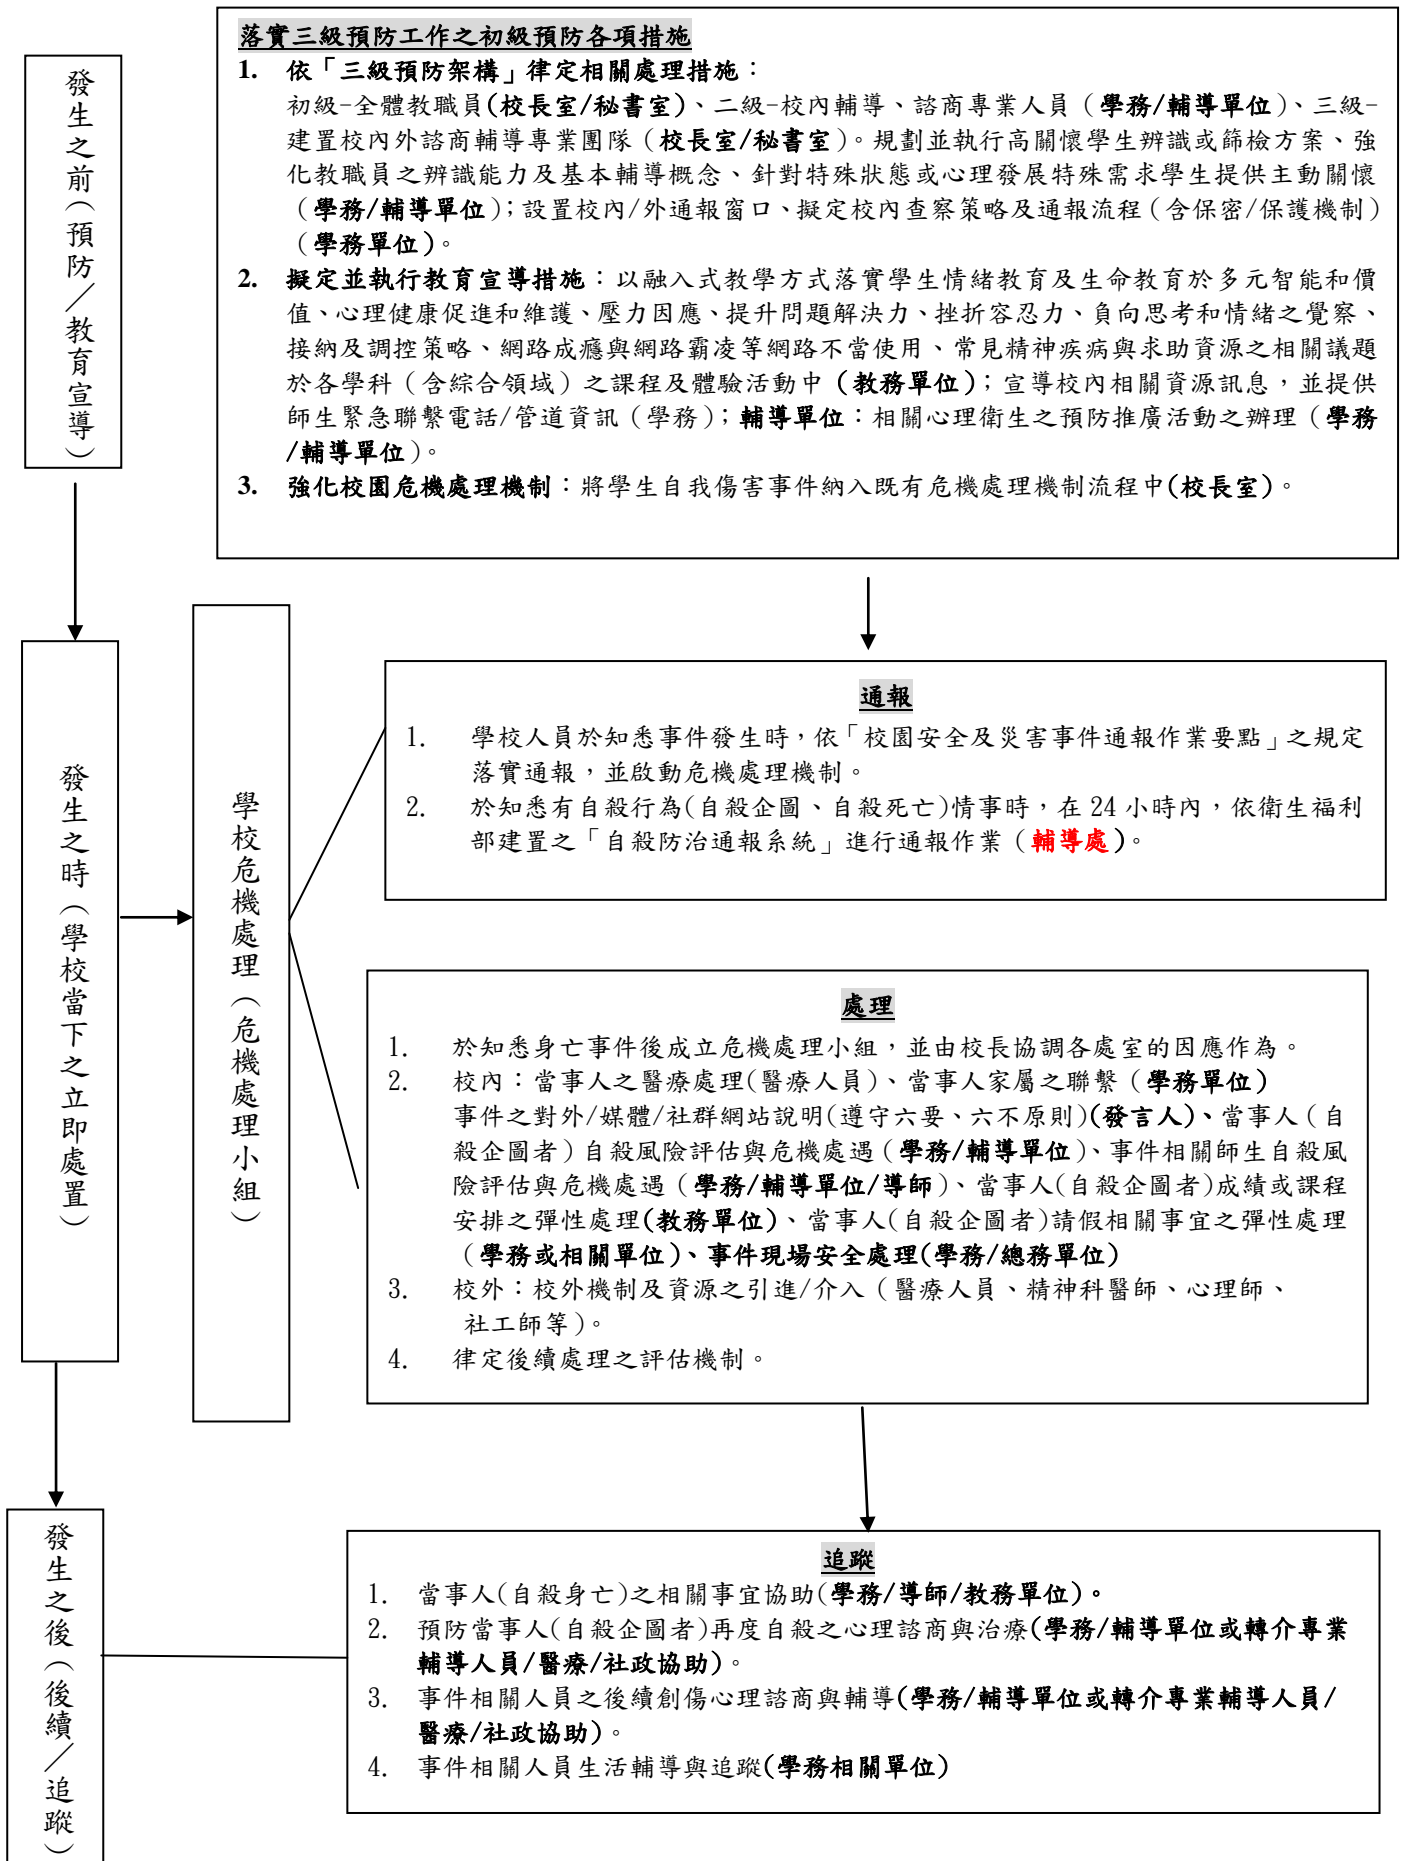 發生之前（預防／教育宣導）
落實三級預防工作之初級預防各項措施
1. 依「三級預防架構」律定相關處理措施：
初級-全體教職員(校長室/秘書室)、二級-校內輔導、諮商專業人員（學務/輔導單位）、三級-
建置校內外諮商輔導專業團隊（校長室/秘書室）。規劃並執行高關懷學生辨識或篩檢方案、強
化教職員之辨識能力及基本輔導概念、針對特殊狀態或心理發展特殊需求學生提供主動關懷
（學務/輔導單位）；設置校內/外通報窗口、擬定校內查察策略及通報流程（含保密/保護機制）
（學務單位）。
2. 擬定並執行教育宣導措施：以融入式教學方式落實學生情緒教育及生命教育於多元智能和價
值、心理健康促進和維護、壓力因應、提升問題解決力、挫折容忍力、負向思考和情緒之覺察、
接納及調控策略、網路成癮與網路霸凌等網路不當使用、常見精神疾病與求助資源之相關議題
於各學科（含綜合領域）之課程及體驗活動中（教務單位）；宣導校內相關資源訊息，並提供
師生緊急聯繫電話/管道資訊（學務）；輔導單位：相關心理衛生之預防推廣活動之辦理（學務
/輔導單位）。
3. 強化校園危機處理機制：將學生自我傷害事件納入既有危機處理機制流程中(校長室)。
發生之時（學校當下之立即處置）
學校危機處理（危機處理小組）
通報
1. 學校人員於知悉事件發生時，依「校園安全及災害事件通報作業要點」之規定
落實通報，並啟動危機處理機制。
2. 於知悉有自殺行為(自殺企圖、自殺死亡)情事時，在 24 小時內，依衛生福利
部建置之「自殺防治通報系統」進行通報作業（輔導處）。
處理
1. 於知悉身亡事件後成立危機處理小組，並由校長協調各處室的因應作為。
2. 校內：當事人之醫療處理(醫療人員)、當事人家屬之聯繫（學務單位）
事件之對外/媒體/社群網站說明(遵守六要、六不原則)(發言人)、當事人（自
殺企圖者）自殺風險評估與危機處遇（學務/輔導單位）、事件相關師生自殺風
險評估與危機處遇（學務/輔導單位/導師）、當事人(自殺企圖者)成績或課程
安排之彈性處理(教務單位)、當事人(自殺企圖者)請假相關事宜之彈性處理
（學務或相關單位）、事件現場安全處理(學務/總務單位)
3. 校外：校外機制及資源之引進/介入（醫療人員、精神科醫師、心理師、
社工師等）。
4. 律定後續處理之評估機制。
發生之後（後續／追蹤）
追蹤
1. 當事人(自殺身亡)之相關事宜協助(學務/導師/教務單位)。
2. 預防當事人(自殺企圖者)再度自殺之心理諮商與治療(學務/輔導單位或轉介專業
輔導人員/醫療/社政協助)。
3. 事件相關人員之後續創傷心理諮商與輔導(學務/輔導單位或轉介專業輔導人員/
醫療/社政協助)。
4. 事件相關人員生活輔導與追蹤(學務相關單位)